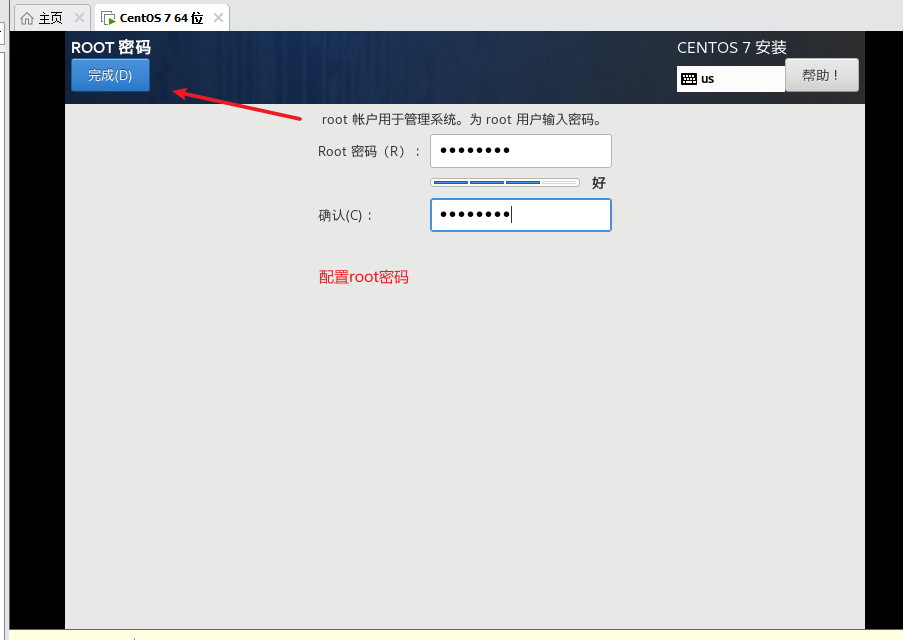 主页
CentOS 7 64 位
ROOT 密码
CENTOS 7 安装
完成(D)
us
帮助！
root 帐户用于管理系统。为 root 用户输入密码。
Root 密码（R）：
●●●●●●●●
好
确认(C)：
●●●●●●●●
配置root密码